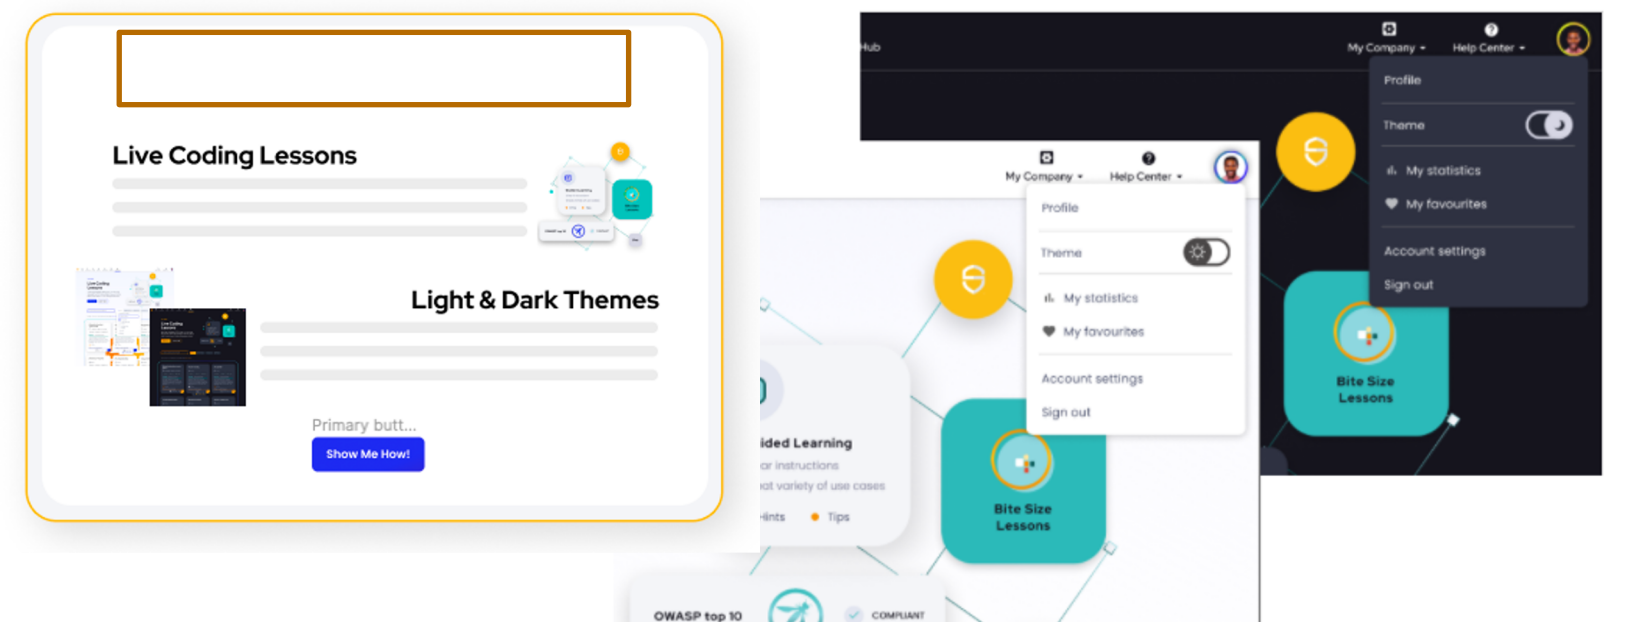 Live Coding Lessons
Light & Dark Themes
Primary butt...
Show Me How!
Hub
My Company
Help Center
Profile
Theme
My statistics
My favourites
Account settings
Sign out
Bite Size
Lessons
My Company
Help Center
Profile
Theme
My statistics
My favourites
Account settings
Sign out
ided Learning
ar instructions
at variety of use cases
Hints
Tips
Bite Size
Lessons
OWASP top 10
COMPLIANT